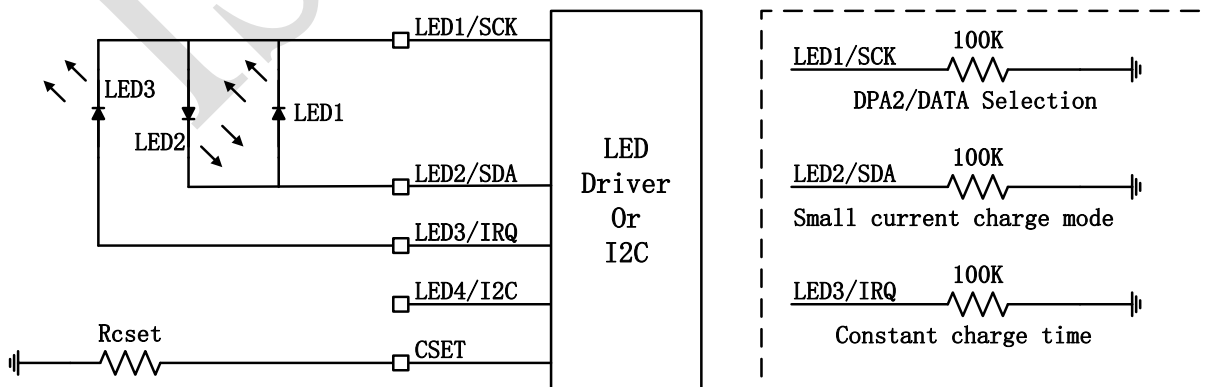 LED1/SCK
LED3
LED2
LED1
LED2/SDA
LED3/IRQ
LED4/I2C
Rcset
CSET
LED
Driver
Or
I2C
LED1/SCK
100K
DPA2/DATA Selection
LED2/SDA
100K
Small current charge mode
LED3/IRQ
100K
Constant charge time